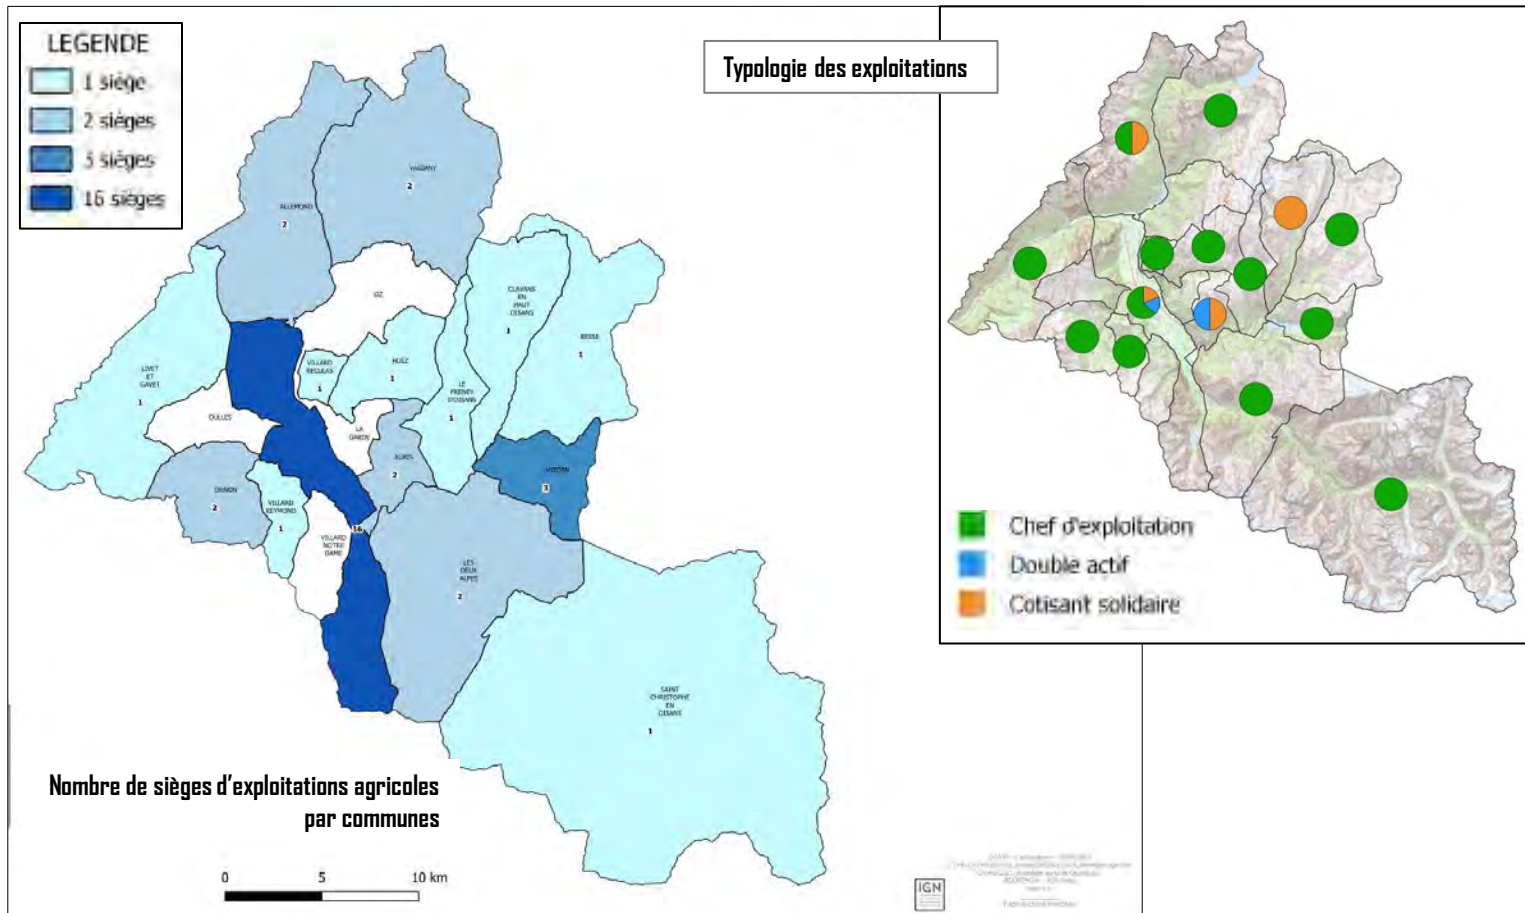 LEGENDE
1 siège
2 sièges
3 sièges
16 sièges
Typologie des exploitations
VAUJANY
2
ALLEMOND
2
OZ
CLAVANS
EN
HAUT
OISANS
1
BESSE
1
LIVET
ET
GAVET
1
VILLARD
RECULAS
1
HUEZ
1
LE
FRENEY
D'OISANS
1
OULLES
LA
GARDE
AURIS
2
MIZOEN
3
ORNON
2
VILLARD
REYMOND
1
VILLARD
NOTRE
DAME
16
LES
DEUX
ALPES
2
SAINT
CHRISTOPHE
EN
OISANS
1
Chef d'exploitation
Double actif
Cotisant solidaire
Nombre de sièges d'exploitations agricoles
par communes
0 5 10 km
IGN